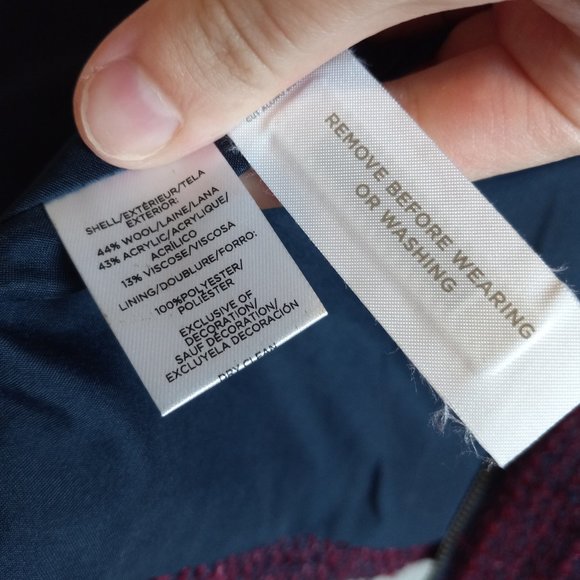 SHELL/EXTÉRIEUR/TELA
EXTERIOR:
44% WOOL/LAINE/LANA
43% ACRYLIC/ACRYLIQUE/
ACRÍLICO
13% VISCOSE/VISCOSA
LINING/DOUBLURE/FORRO:
100%POLYESTER/
POLIÉSTER
EXCLUSIVE OF
DECORATION/
SAUF DÉCORATION/
EXCLUYELA DECORACIÓN
DRY CLEAN
REMOVE BEFORE WEARING
OR WASHING